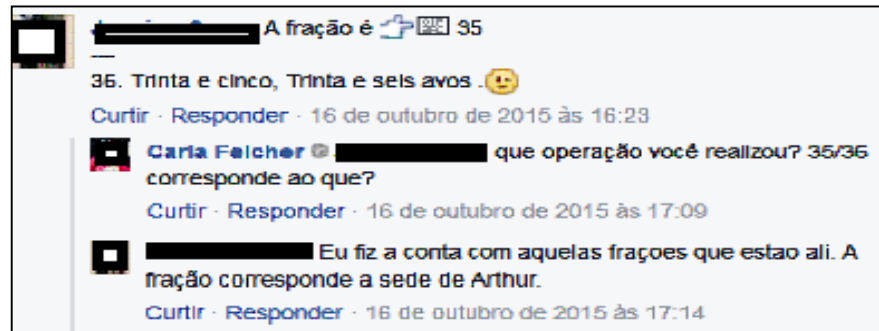 A fração é 35
36. Trinta e cinco, Trinta e seis avos.
Curtir · Responder · 16 de outubro de 2015 às 16:23
Carla Felcher que operação você realizou? 35/36
corresponde ao que?
Curtir · Responder · 16 de outubro de 2015 às 17:09
Eu fiz a conta com aquelas frações que estao ali. A
fração corresponde a sede de Arthur.
Curtir · Responder · 16 de outubro de 2015 às 17:14